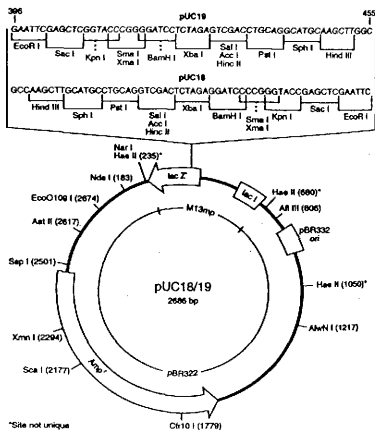 pUC19
396 455
GAATTCGAGCTCGGTACCCGGGGATCCTCTAGAGTCGACCTGCAGGCATGCAAGCTTGGC
EcoR I Sac I Kpn I Sma I BamH I Xba I Sal I Pst I Sph I Hind III
Xma I Acc I
Hinc II
pUC18
GCCAAGCTTGCATGCCTGCAGGTCGACTCTAGAGGATCCCCGGGTACCGAGCTCGAATTC
Hind III Sph I Pst I Sal I Xba I BamH I Sma I Kpn I Sac I EcoR I
Acc I Xma I
Hinc II
Nar I
Hae II (235)*
lac Z'
Nde I (183)
lac I
Hae II (680)*
EcoO109 I (2674)
Afl III (806)
M13mp
pBR332
ori
Aat II (2617)
Sap I (2501)
pUC18/19
2686 bp
Hae II (1050)*
AlwN I (1217)
Xmn I (2294)
Amp r
pBR322
Sca I (2177)
Cfr10 I (1779)
*Site not unique